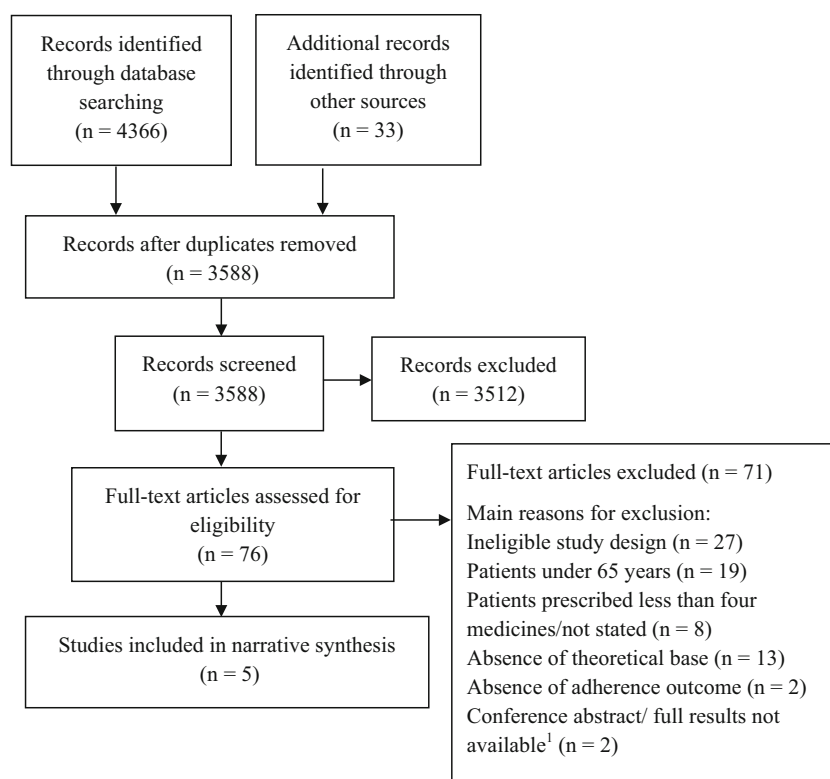 Records identified
through database
searching
(n = 4366)
Additional records
identified through
other sources
(n = 33)
Records after duplicates removed
(n = 3588)
Records screened
(n = 3588)
Records excluded
(n = 3512)
Full-text articles assessed for
eligibility
(n = 76)
Full-text articles excluded (n = 71)
Main reasons for exclusion:
Ineligible study design (n = 27)
Patients under 65 years (n = 19)
Patients prescribed less than four
medicines/not stated (n = 8)
Absence of theoretical base (n = 13)
Absence of adherence outcome (n = 2)
Conference abstract/ full results not
available¹ (n = 2)
Studies included in narrative synthesis
(n = 5)